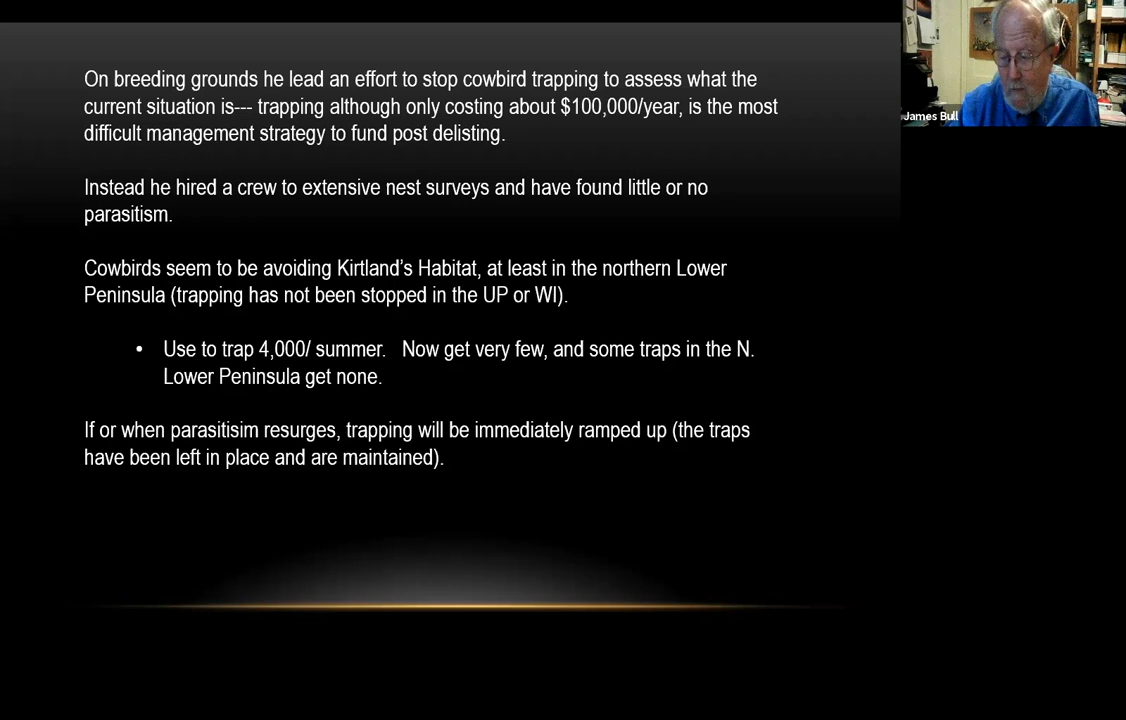 On breeding grounds he lead an effort to stop cowbird trapping to assess what the
current situation is--- trapping although only costing about $100,000/year, is the most
difficult management strategy to fund post delisting.
Instead he hired a crew to extensive nest surveys and have found little or no
parasitism.
Cowbirds seem to be avoiding Kirtland’s Habitat, at least in the northern Lower
Peninsula (trapping has not been stopped in the UP or WI).
• Use to trap 4,000/ summer. Now get very few, and some traps in the N.
Lower Peninsula get none.
If or when parasitisim resurges, trapping will be immediately ramped up (the traps
have been left in place and are maintained).
James Bull